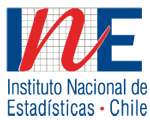 INE
Instituto Nacional de
Estadísticas • Chile